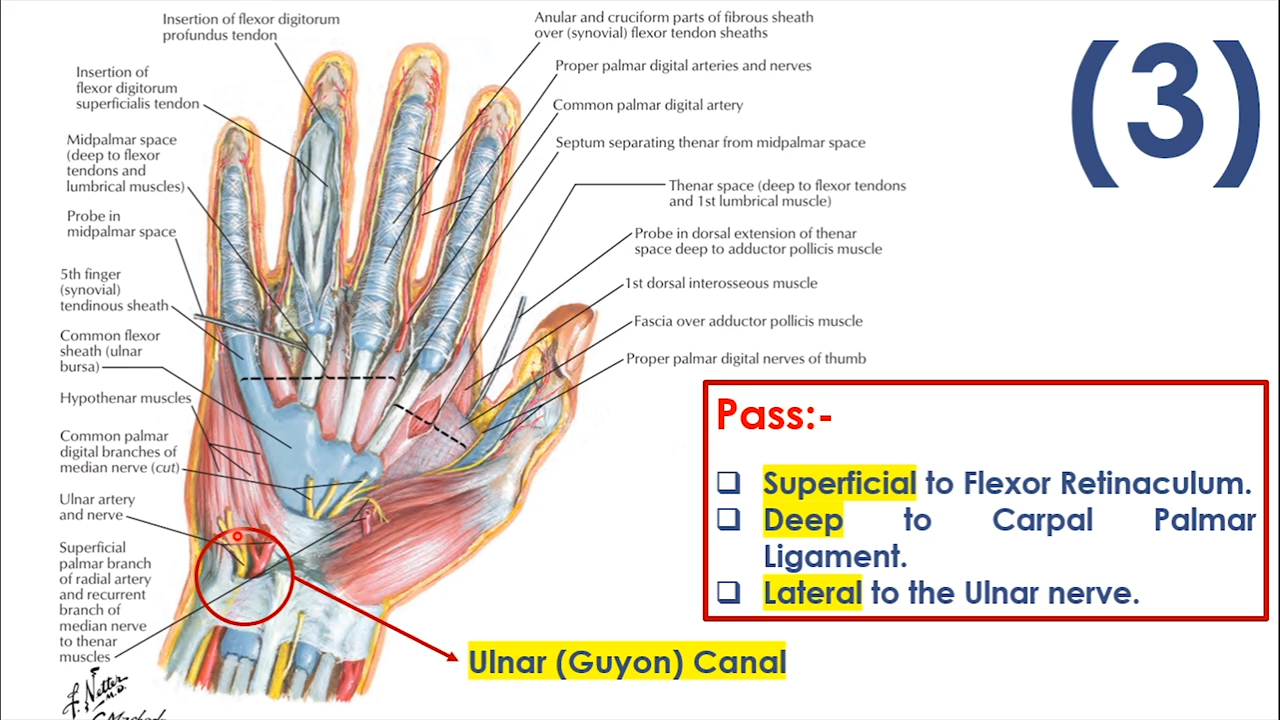 Insertion of flexor digitorum
profundus tendon
Insertion of
flexor digitorum
superficialis tendon
Midpalmar space
(deep to flexor
tendons and
lumbrical muscles)
Probe in
midpalmar space
5th finger
(synovial)
tendinous sheath
Common flexor
sheath (ulnar
bursa)
Hypothenar muscles
Common palmar
digital branches of
median nerve (cut)
Ulnar artery
and nerve
Superficial
palmar branch
of radial artery
and recurrent
branch of
median nerve
to thenar
muscles
Anular and cruciform parts of fibrous sheath
over (synovial) flexor tendon sheaths
Proper palmar digital arteries and nerves
Common palmar digital artery
Septum separating thenar from midpalmar space
Thenar space (deep to flexor tendons
and 1st lumbrical muscle)
Probe in dorsal extension of thenar
space deep to adductor pollicis muscle
1st dorsal interosseous muscle
Fascia over adductor pollicis muscle
Proper palmar digital nerves of thumb
(3)
Pass:-
❑ Superficial to Flexor Retinaculum.
❑ Deep to Carpal Palmar
Ligament.
❑ Lateral to the Ulnar nerve.
Ulnar (Guyon) Canal
F. Netter
M.D.